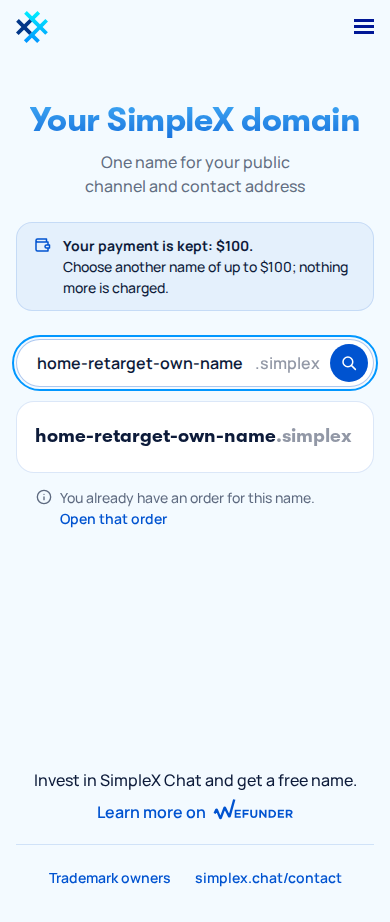 Your SimpleX domain
One name for your public
channel and contact address
Your payment is kept: $100.
Choose another name of up to $100; nothing
more is charged.
home-retarget-own-name .simplex
home-retarget-own-name.simplex
You already have an order for this name.
Open that order
Invest in SimpleX Chat and get a free name.
Learn more on WEFUNDER
Trademark owners simplex.chat/contact